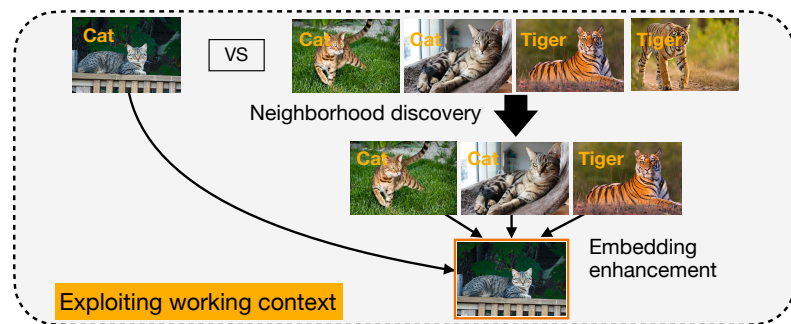 Cat
VS
Cat
Cat
Tiger
Tiger
Neighborhood discovery
Cat
Cat
Tiger
Embedding
enhancement
Exploiting working context